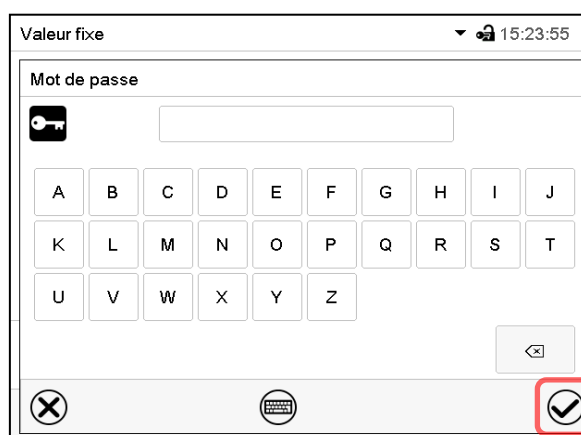 Valeur fixe 15:23:55
Mot de passe
A B C D E F G H I J
K L M N O P Q R S T
U V W X Y Z